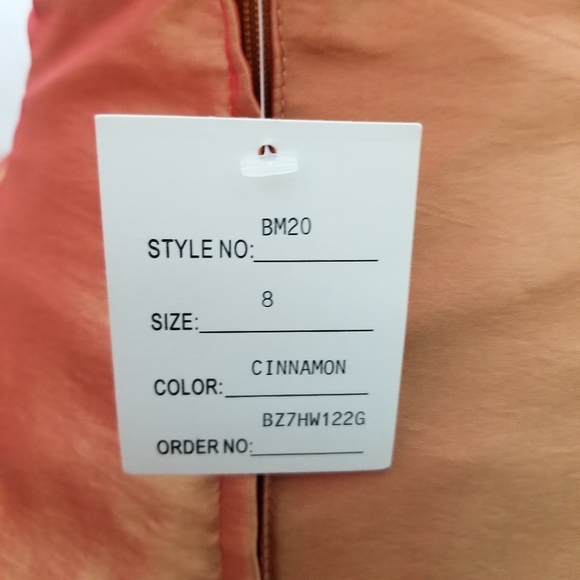 BM20
STYLE NO:
8
SIZE:
CINNAMON
COLOR:
BZ7HW122G
ORDER NO: